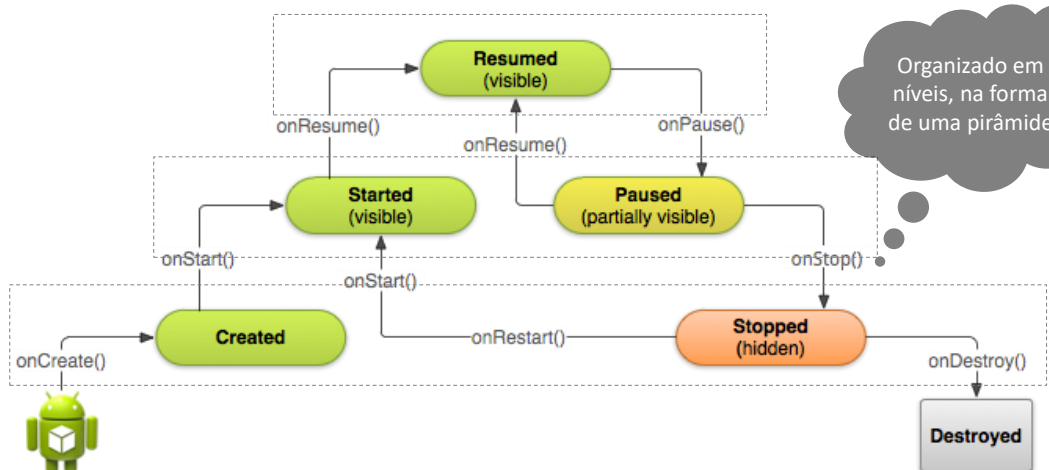 Resumed
(visible)
Organizado em
níveis, na forma
de uma pirâmide
onResume()
onResume()
onPause()
Started
(visible)
Paused
(partially visible)
onStart()
onStart()
onStop()
Created
onRestart()
Stopped
(hidden)
onCreate()
onDestroy()
Destroyed